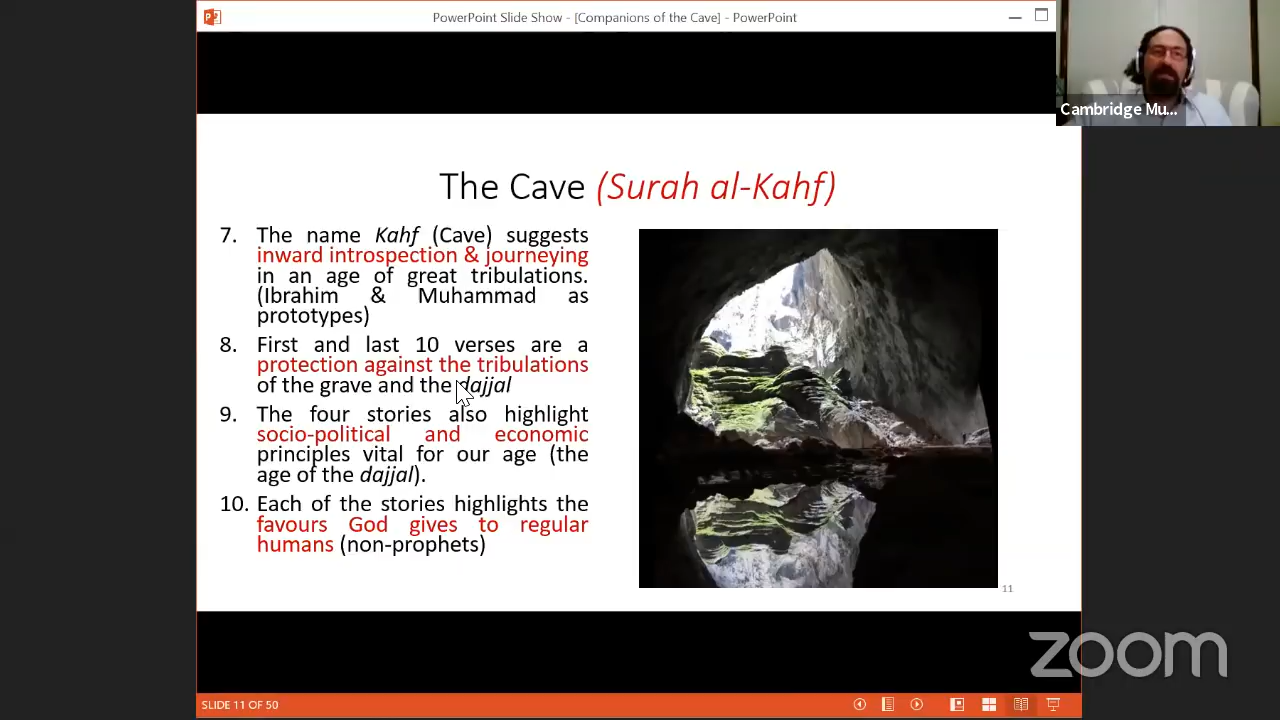 PowerPoint Slide Show - [Companions of the Cave] - PowerPoint
Cambridge Mu...
The Cave (Surah al-Kahf)
7. The name Kahf (Cave) suggests
inward introspection & journeying
in an age of great tribulations.
(Ibrahim & Muhammad as
prototypes)
8. First and last 10 verses are a
protection against the tribulations
of the grave and the dajjal
9. The four stories also highlight
socio-political and economic
principles vital for our age (the
age of the dajjal).
10. Each of the stories highlights the
favours God gives to regular
humans (non-prophets)
11
zoom
SLIDE 11 OF 50